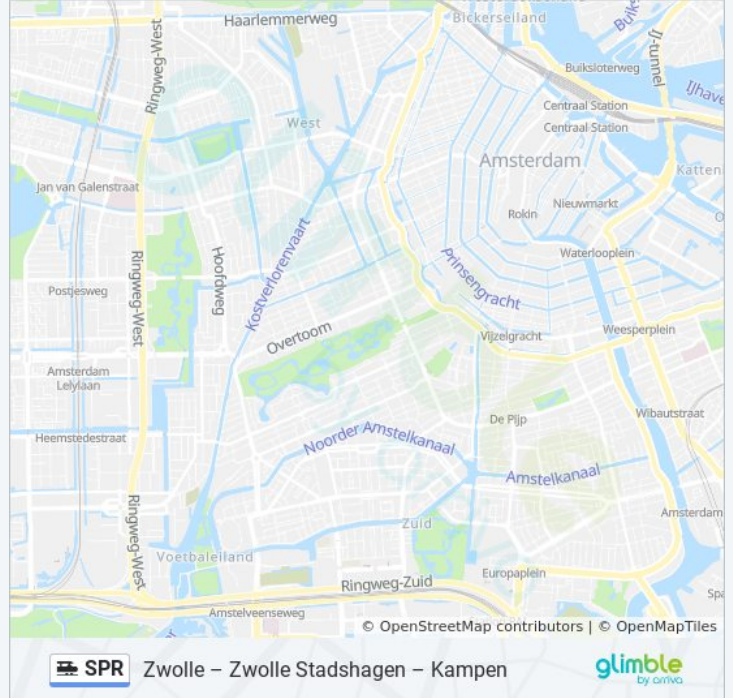 Haarlemmerweg
Bickerseiland
Ringweg-West
IJ-tunnel
Buiksloterweg
IJhave
Centraal Station
Centraal Station
West
Amsterdam
Katten
Jan van Galenstraat
Nieuwmarkt
Rokin
Kostverlorenvaart
Waterlooplein
Hoofdweg
Ringweg-West
Prinsengracht
Postjesweg
Overtoom
Vijzelgracht
Weesperplein
Amsterdam
Lelylaan
Wibautstraat
De Pijp
Heemstedestraat
Noorder Amstelkanaal
Amstelkanaal
Ringweg-West
Amsterdam
Zuid
Voetbaleiland
Europaplein
Ringweg-Zuid
Spa
Amstelveenseweg
© OpenStreetMap contributors | © OpenMapTiles
SPR Zwolle – Zwolle Stadshagen – Kampen
glimble
by arriva